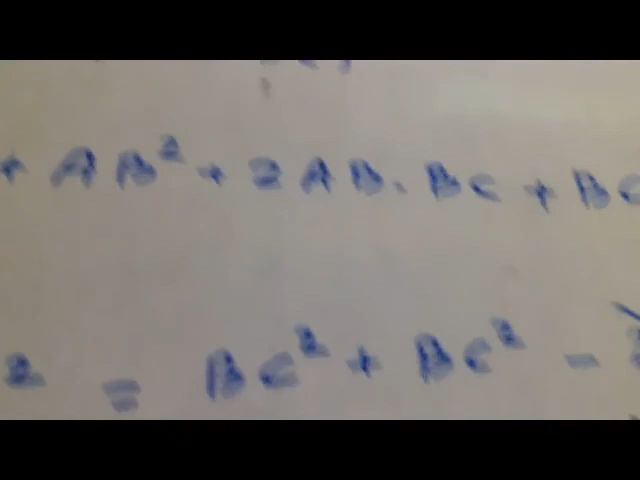 + AB² + 2AB. BC + BC
2 = BC² + BC² -